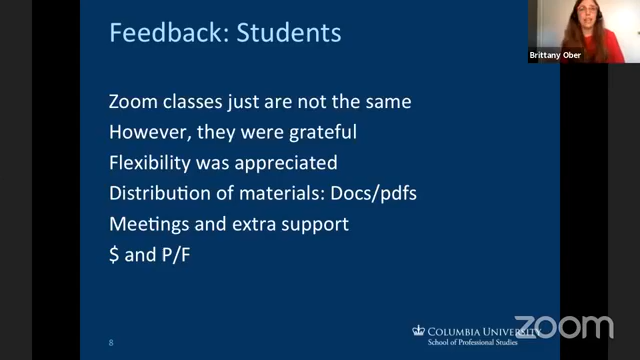 Feedback: Students
Brittany Ober
Zoom classes just are not the same
However, they were grateful
Flexibility was appreciated
Distribution of materials: Docs/pdfs
Meetings and extra support
$ and P/F
8
COLUMBIA UNIVERSITY
School of Professional Studies
zoom